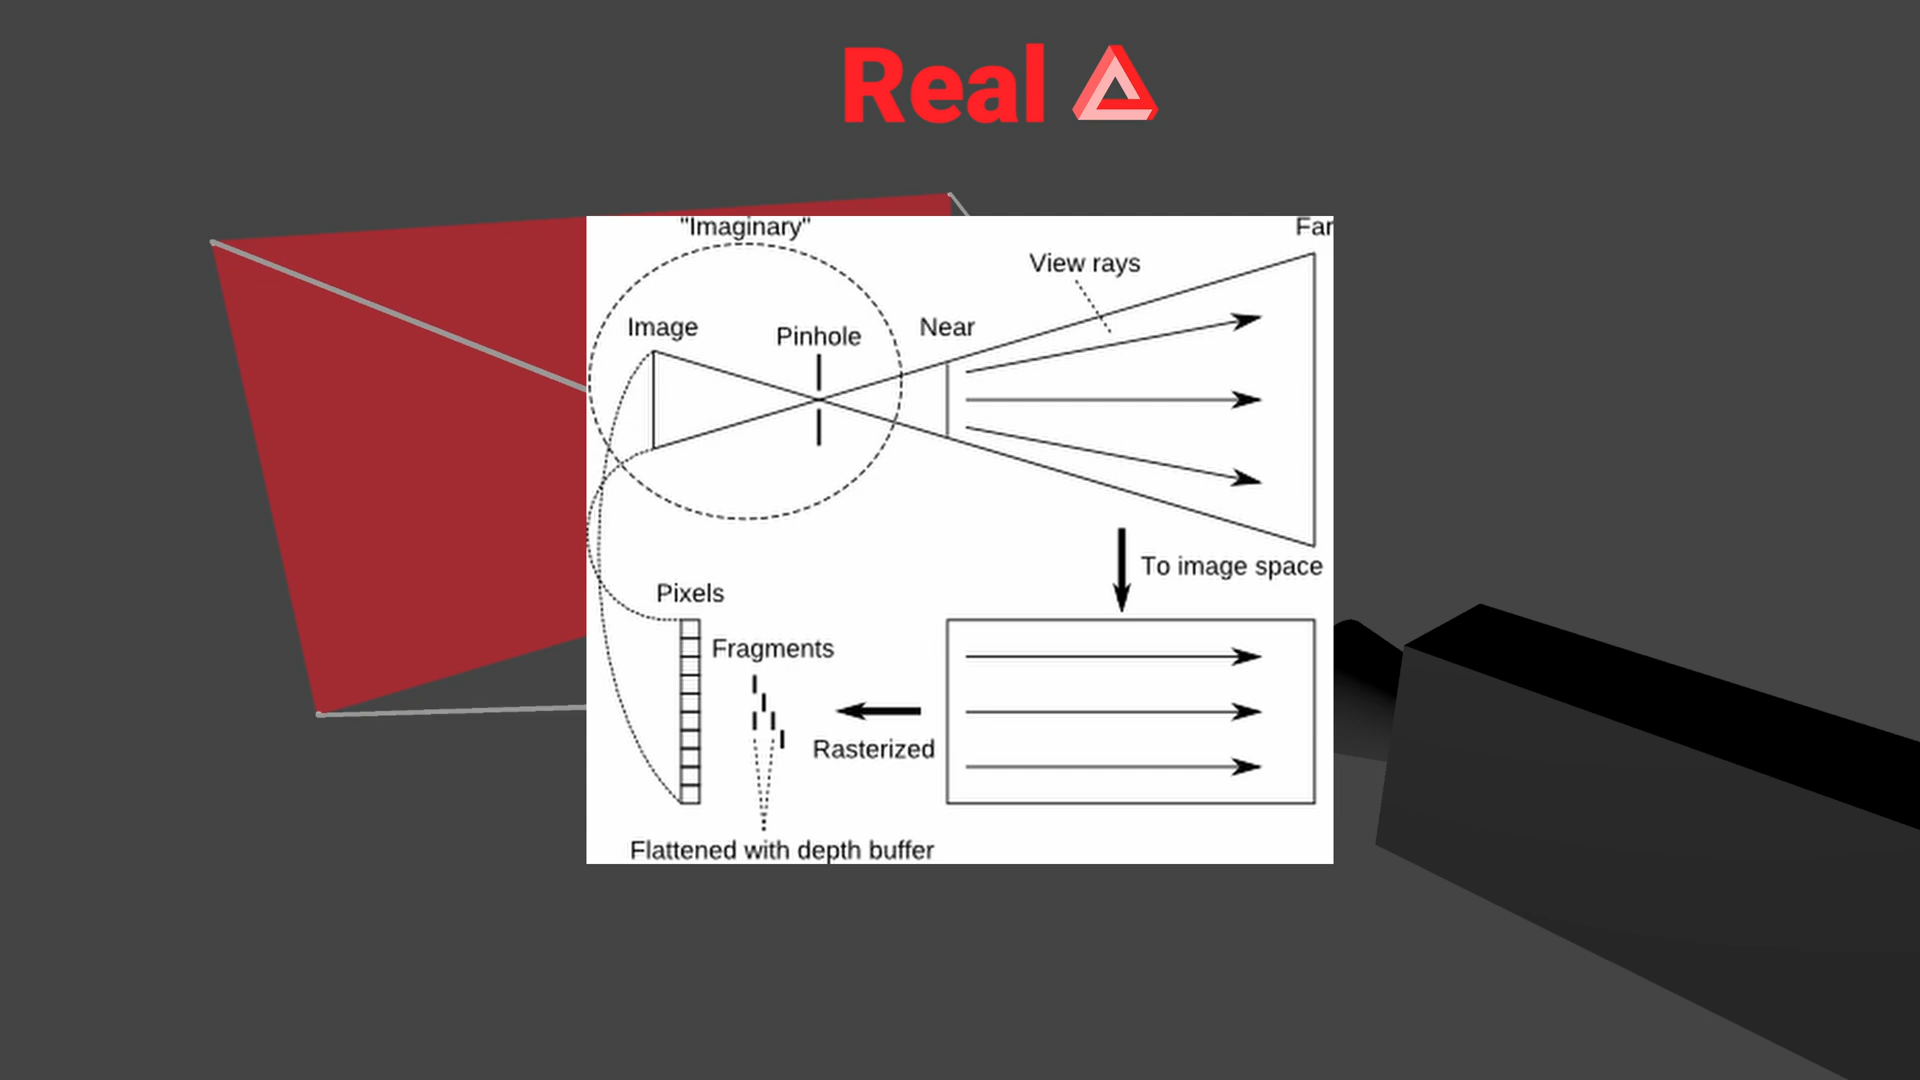 Real
"Imaginary"
Far
View rays
Image
Pinhole
Near
To image space
Pixels
Fragments
Rasterized
Flattened with depth buffer